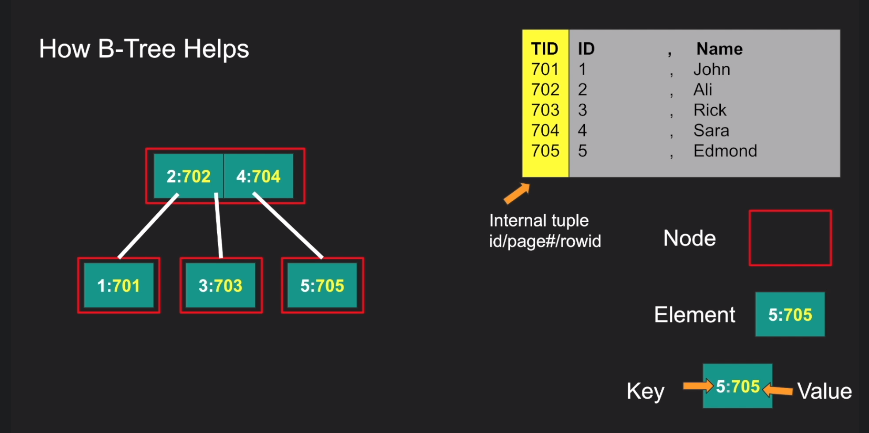 How B-Tree Helps
TID ID , Name
701 1 , John
702 2 , Ali
703 3 , Rick
704 4 , Sara
705 5 , Edmond
2:702 4:704
1:701 3:703 5:705
Internal tuple
id/page#/rowid
Node
Element 5:705
Key 5:705 Value